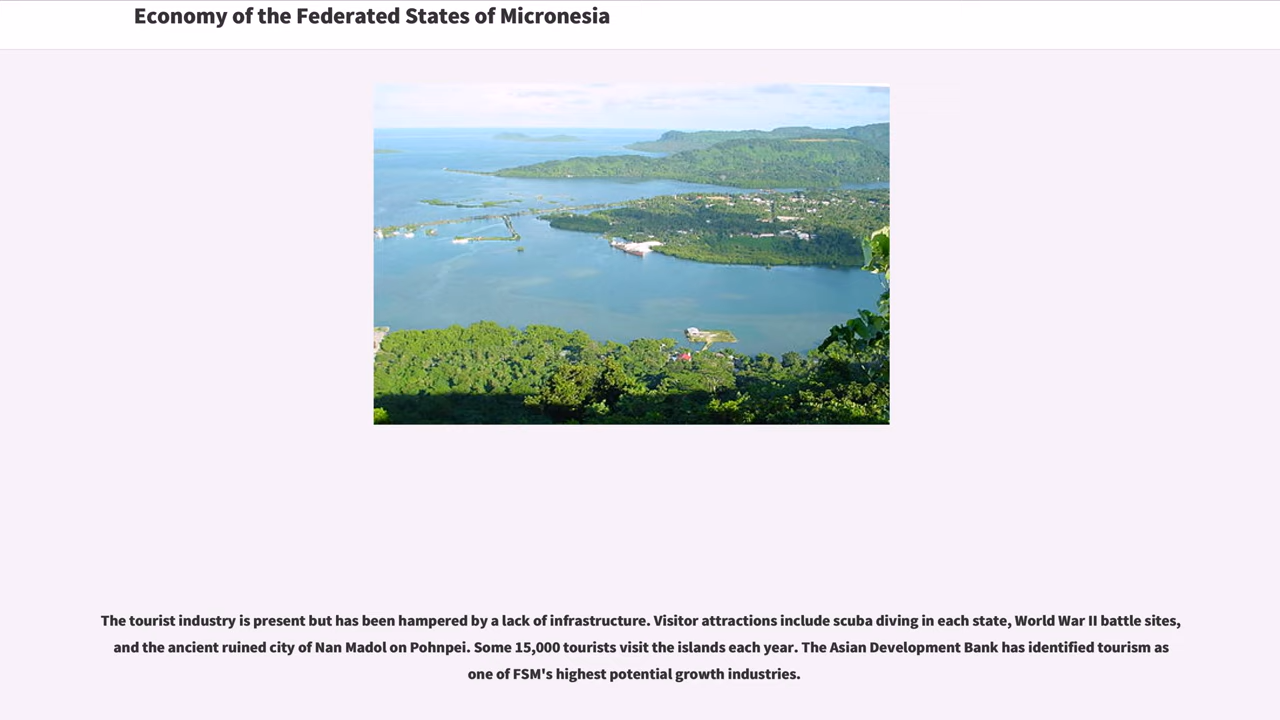 Economy of the Federated States of Micronesia
The tourist industry is present but has been hampered by a lack of infrastructure. Visitor attractions include scuba diving in each state, World War II battle sites,
and the ancient ruined city of Nan Madol on Pohnpei. Some 15,000 tourists visit the islands each year. The Asian Development Bank has identified tourism as
one of FSM's highest potential growth industries.